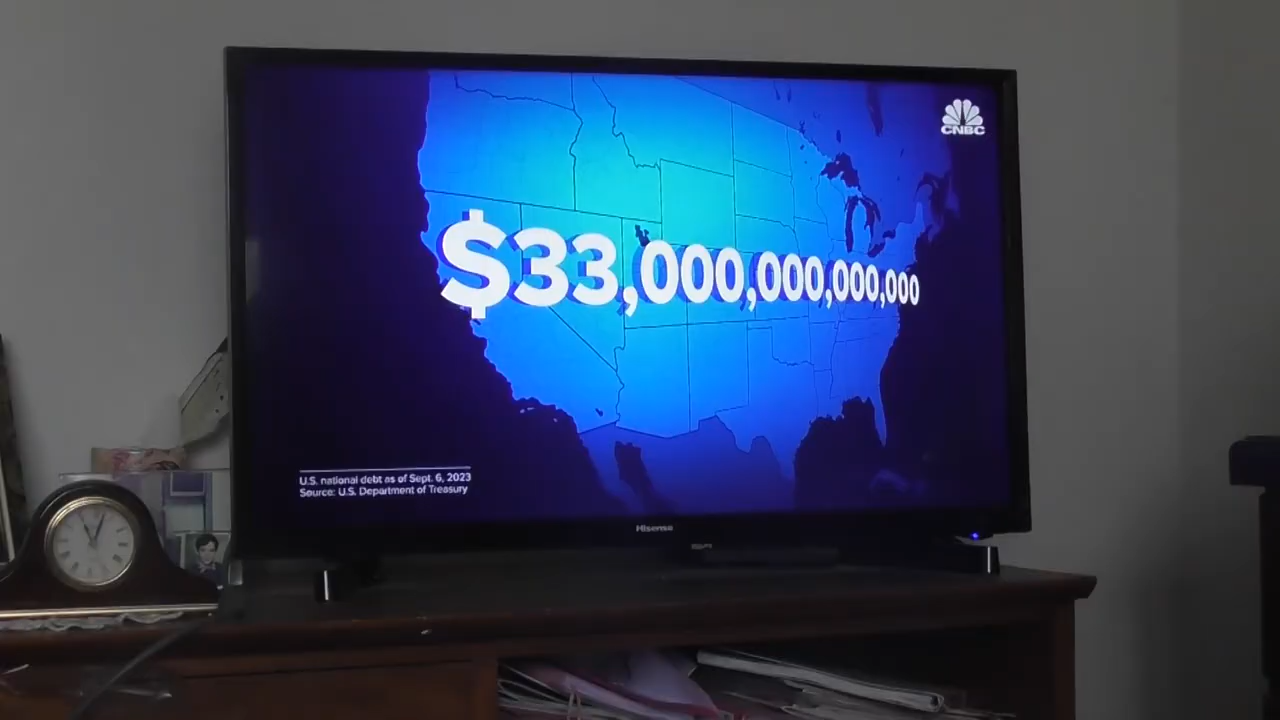 CNBC
$33,000,000,000,000
U.S. national debt as of Sept. 6, 2023
Source: U.S. Department of Treasury
Hisense